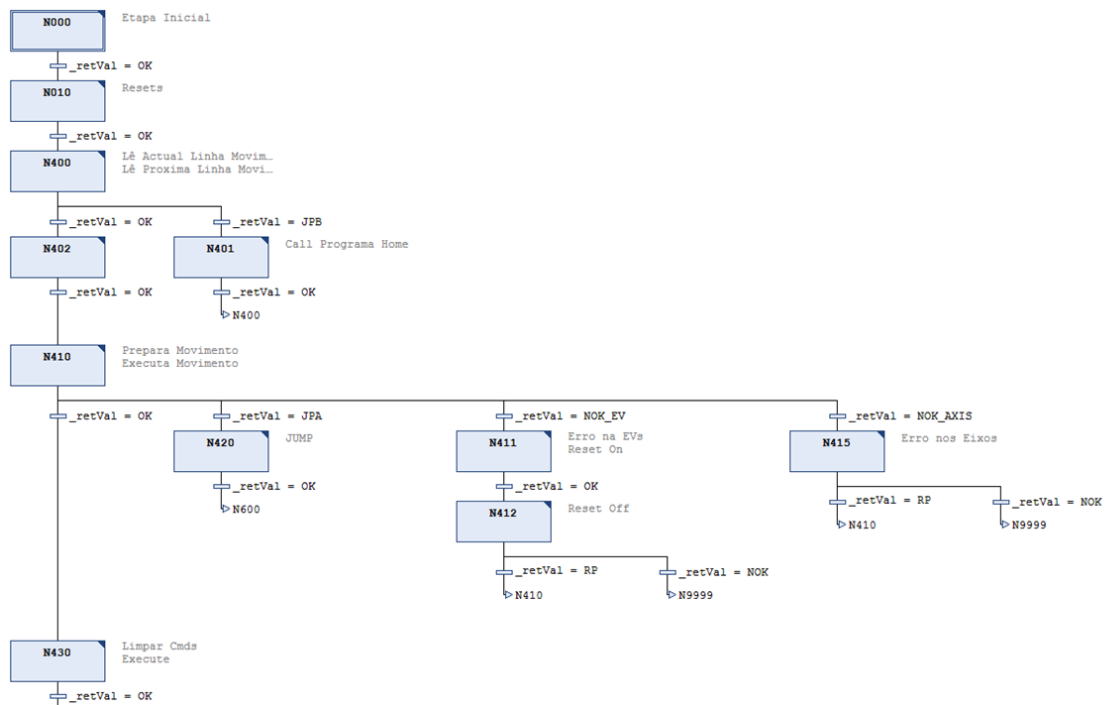 N000
Etapa Inicial
_retVal = OK
N010
Resets
_retVal = OK
N400
Lê Actual Linha Movim…
Lê Proxima Linha Movi…
_retVal = OK
_retVal = JPB
N402
N401
Call Programa Home
_retVal = OK
_retVal = OK
N400
N410
Prepara Movimento
Executa Movimento
_retVal = OK
_retVal = JPA
_retVal = NOK_EV
_retVal = NOK_AXIS
N420
JUMP
N411
Erro na EVs
Reset On
N415
Erro nos Eixos
_retVal = OK
_retVal = OK
_retVal = RP
_retVal = NOK
N600
N412
Reset Off
N410
N9999
_retVal = RP
_retVal = NOK
N410
N9999
N430
Limpar Cmds
Execute
_retVal = OK